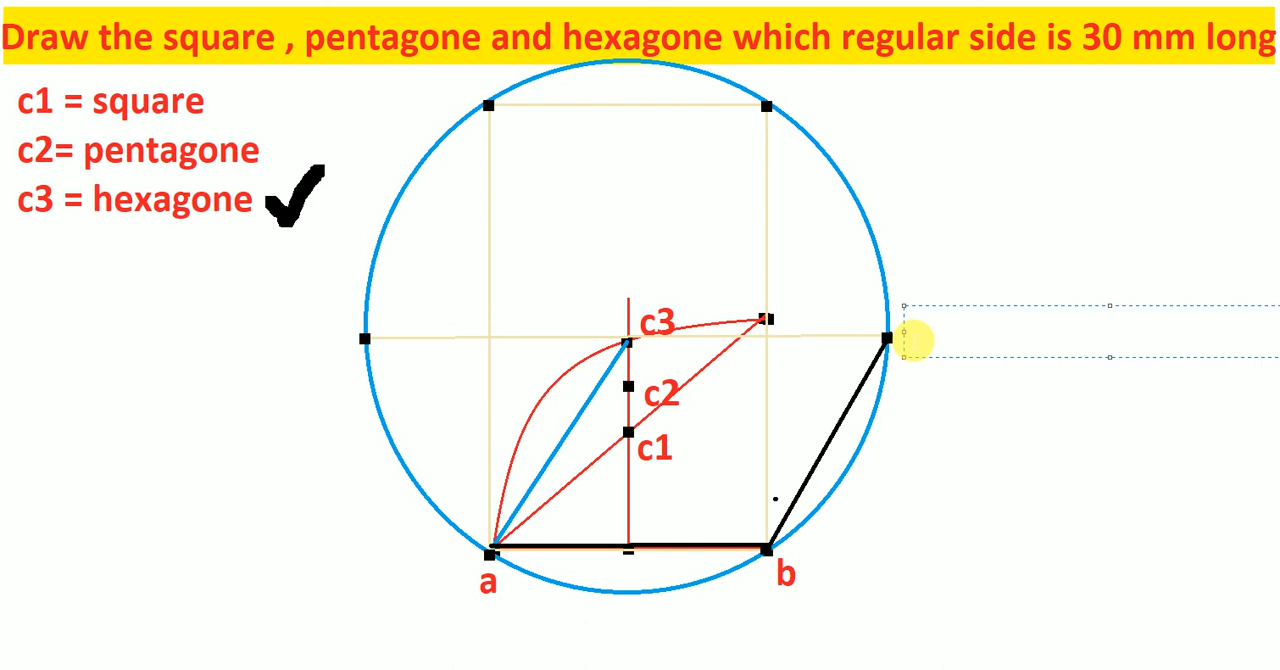 Draw the square , pentagone and hexagone which regular side is 30 mm long
c1 = square
c2= pentagone
c3 = hexagone
c3
c2
c1
a
b